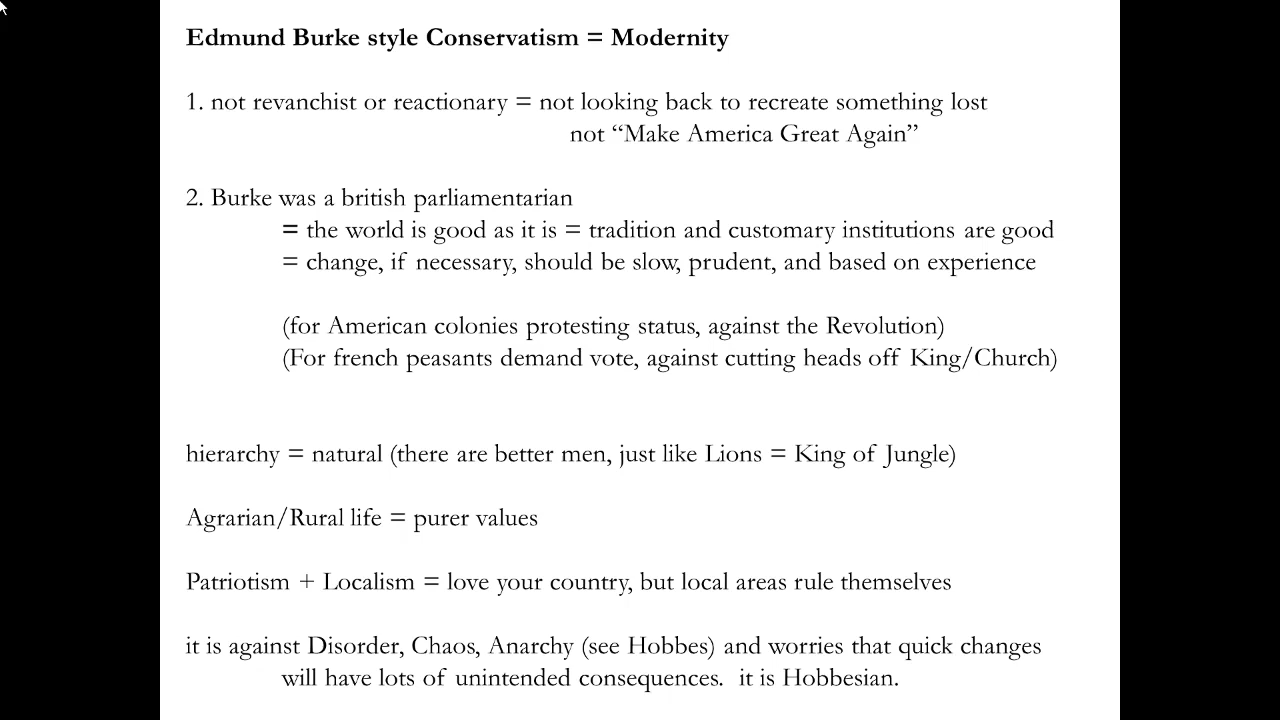 Edmund Burke style Conservatism = Modernity
1. not revanchist or reactionary = not looking back to recreate something lost
not “Make America Great Again”
2. Burke was a british parliamentarian
= the world is good as it is = tradition and customary institutions are good
= change, if necessary, should be slow, prudent, and based on experience
(for American colonies protesting status, against the Revolution)
(For french peasants demand vote, against cutting heads off King/Church)
hierarchy = natural (there are better men, just like Lions = King of Jungle)
Agrarian/Rural life = purer values
Patriotism + Localism = love your country, but local areas rule themselves
it is against Disorder, Chaos, Anarchy (see Hobbes) and worries that quick changes
will have lots of unintended consequences. it is Hobbesian.